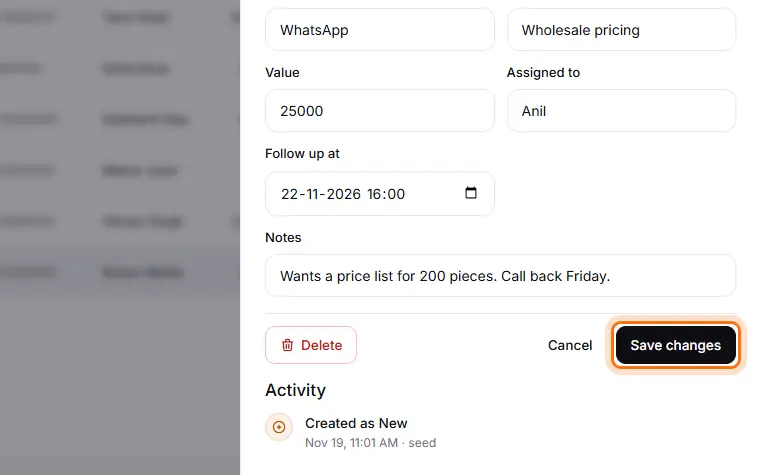 WhatsApp
Wholesale pricing
Value
Assigned to
25000
Anil
Follow up at
22-11-2026 16:00
Notes
Wants a price list for 200 pieces. Call back Friday.
Delete
Cancel
Save changes
Activity
Created as New
Nov 19, 11:01 AM · seed